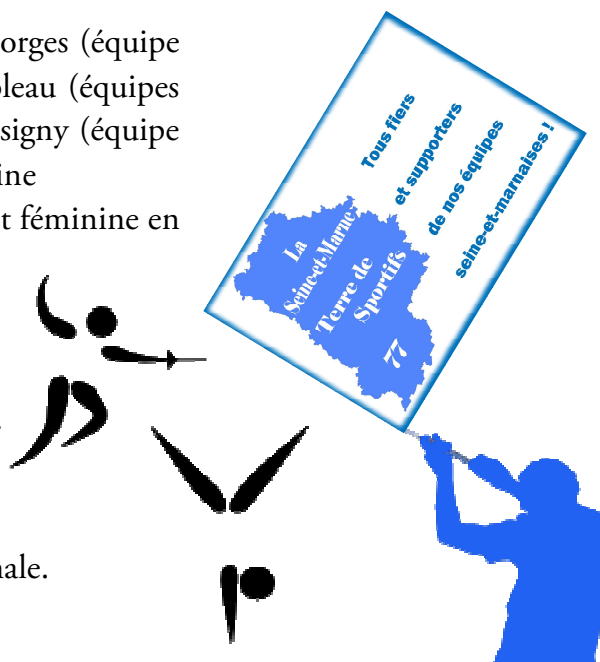 orges (équipe
leau (équipes
signy (équipe
ine
t féminine en
Tous fiers
et supporters
de nos équipes
seine-et-marnaises !
La
Seine-et-Marne,
Terre de
Sportifs
77
nale.